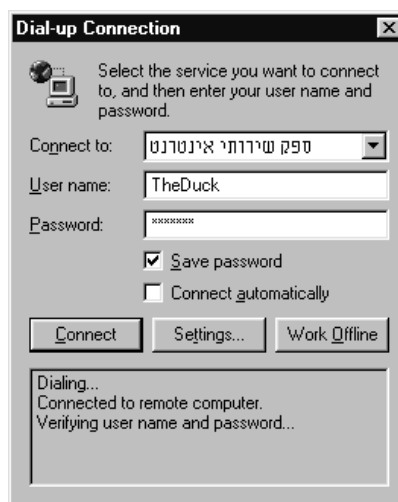 Dial-up Connection
Select the service you want to connect
to, and then enter your user name and
password.
Connect to: ספק שירותי אינטרנט
User name: TheDuck
Password: *******
Save password
Connect automatically
Connect Settings... Work Offline
Dialing...
Connected to remote computer.
Verifying user name and password...